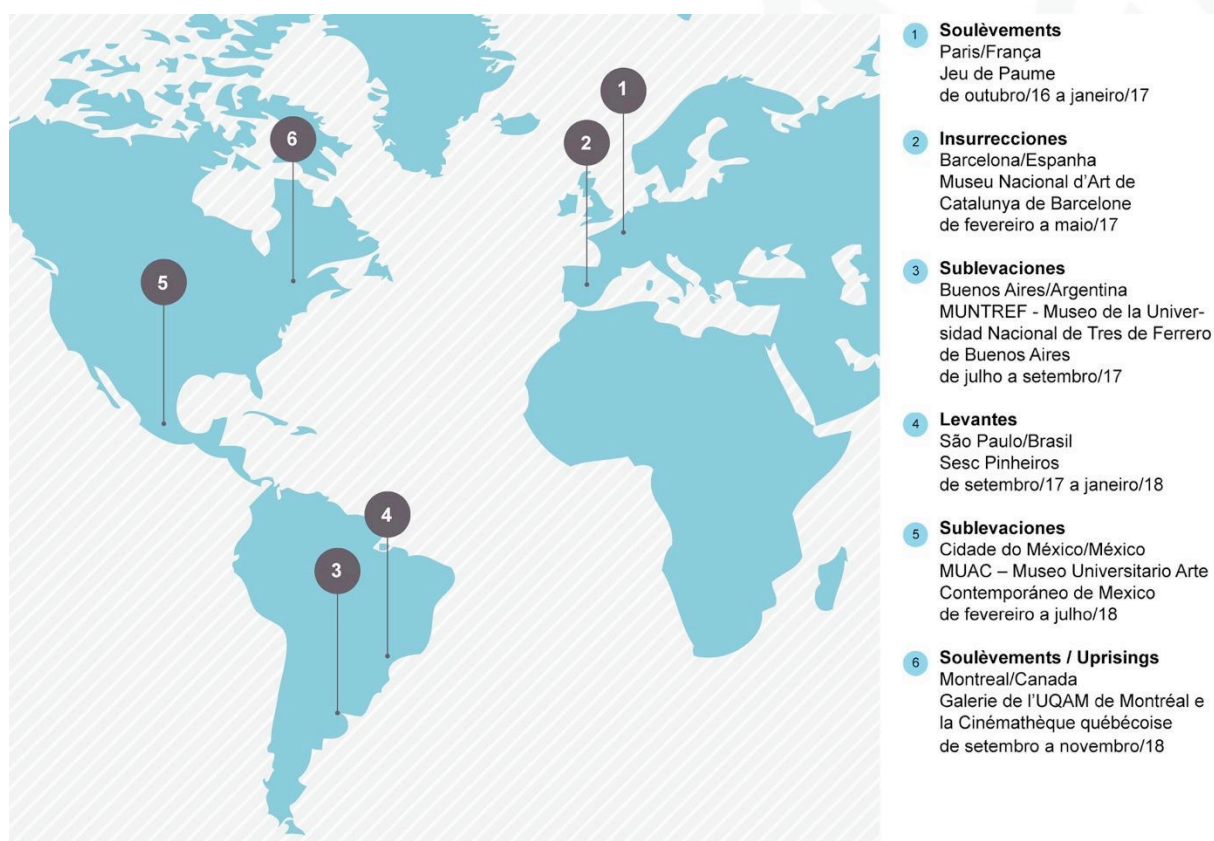 1
2
6
5
4
3
1 Soulèvements
Paris/França
Jeu de Paume
de outubro/16 a janeiro/17
2 Insurrecciones
Barcelona/Espanha
Museu Nacional d'Art de
Catalunya de Barcelone
de fevereiro a maio/17
3 Sublevaciones
Buenos Aires/Argentina
MUNTREF - Museo de la Univer-
sidad Nacional de Tres de Ferrero
de Buenos Aires
de julho a setembro/17
4 Levantes
São Paulo/Brasil
Sesc Pinheiros
de setembro/17 a janeiro/18
5 Sublevaciones
Cidade do México/México
MUAC – Museo Universitario Arte
Contemporáneo de Mexico
de fevereiro a julho/18
6 Soulèvements / Uprisings
Montreal/Canada
Galerie de l'UQAM de Montréal e
la Cinémathèque québécoise
de setembro a novembro/18